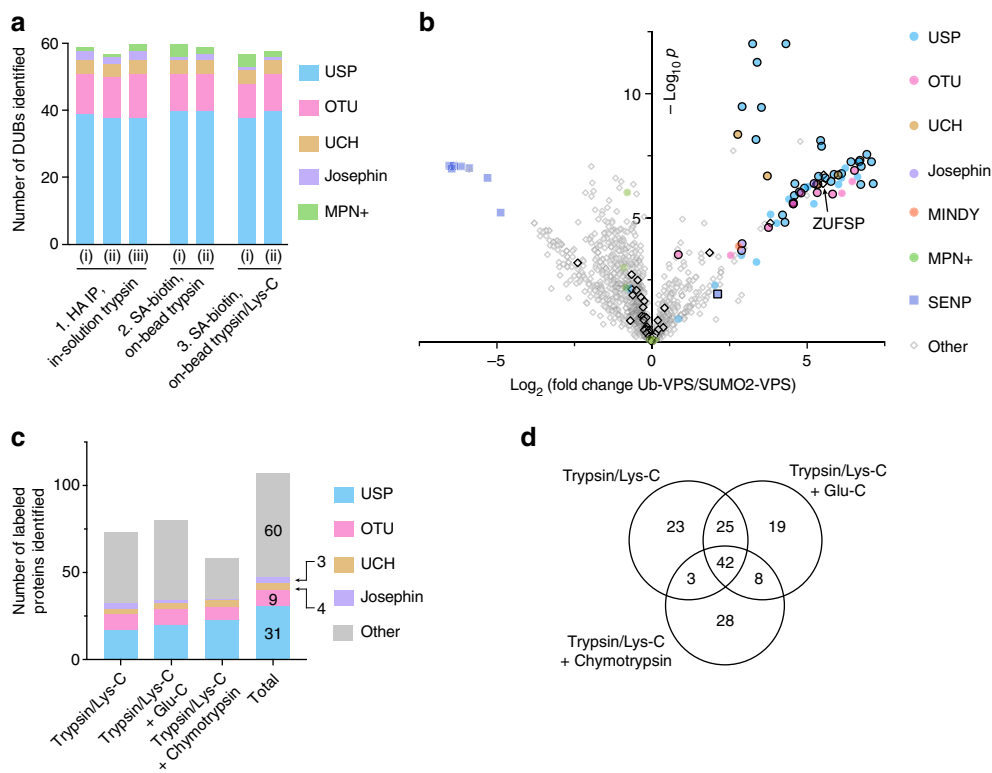 a
Number of DUBs identified
60
40
20
0
(i)
(ii)
(iii)
(i)
(ii)
(i)
(ii)
1. HA IP,
in-solution trypsin
2. SA-biotin,
on-bead trypsin
3. SA-biotin,
on-bead trypsin/Lys-C
USP
OTU
UCH
Josephin
MPN+
b
– Log10 p
10
5
−5
0
5
Log2 (fold change Ub-VPS/SUMO2-VPS)
ZUFSP
USP
OTU
UCH
Josephin
MINDY
MPN+
SENP
Other
c
Number of labeled
proteins identified
100
50
0
60
9
31
3
4
Trypsin/Lys-C
Trypsin/Lys-C
+ Glu-C
Trypsin/Lys-C
+ Chymotrypsin
Total
USP
OTU
UCH
Josephin
Other
d
Trypsin/Lys-C
Trypsin/Lys-C
+ Glu-C
23
25
19
42
3
8
28
Trypsin/Lys-C
+ Chymotrypsin